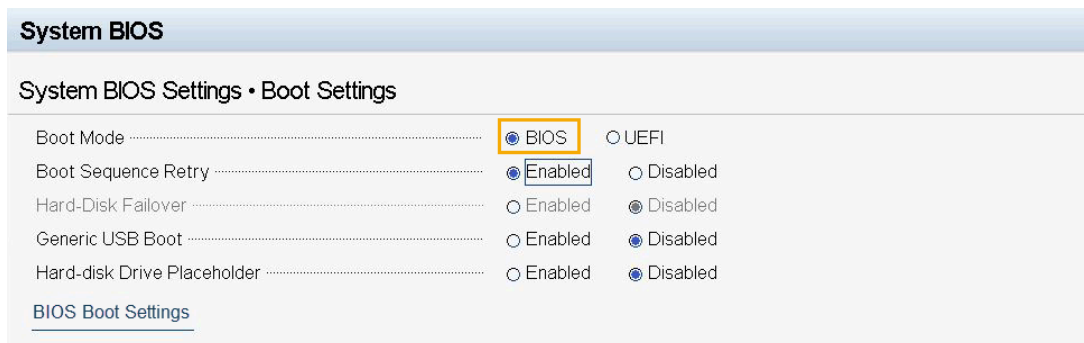 System BIOS
System BIOS Settings • Boot Settings
Boot Mode BIOS UEFI
Boot Sequence Retry Enabled Disabled
Hard-Disk Failover Enabled Disabled
Generic USB Boot Enabled Disabled
Hard-disk Drive Placeholder Enabled Disabled
BIOS Boot Settings